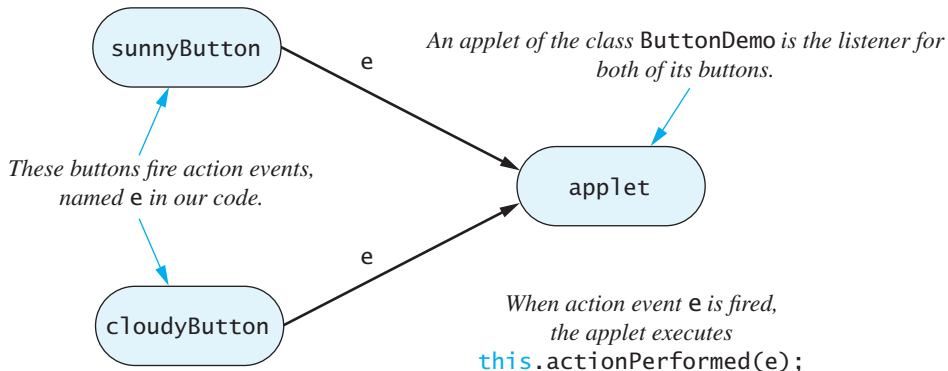 sunnyButton
e
An applet of the class ButtonDemo is the listener for
both of its buttons.
These buttons fire action events,
named e in our code.
applet
e
cloudyButton
When action event e is fired,
the applet executes
this.actionPerformed(e);